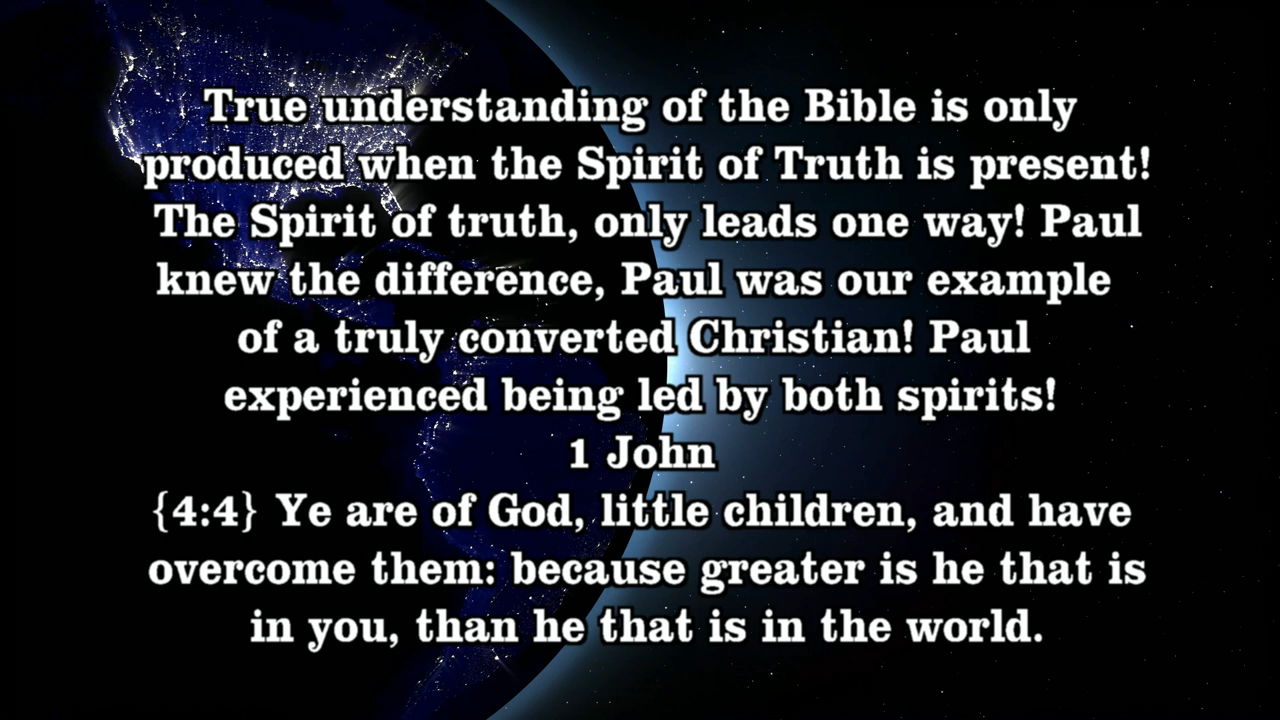 True understanding of the Bible is only
produced when the Spirit of Truth is present!
The Spirit of truth, only leads one way! Paul
knew the difference, Paul was our example
of a truly converted Christian! Paul
experienced being led by both spirits!
1 John
{4:4} Ye are of God, little children, and have
overcome them: because greater is he that is
in you, than he that is in the world.